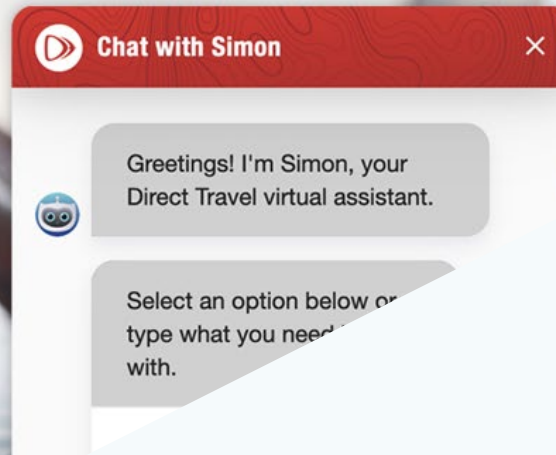 Chat with Simon
Greetings! I'm Simon, your
Direct Travel virtual assistant.
Select an option below or
type what you need
with.